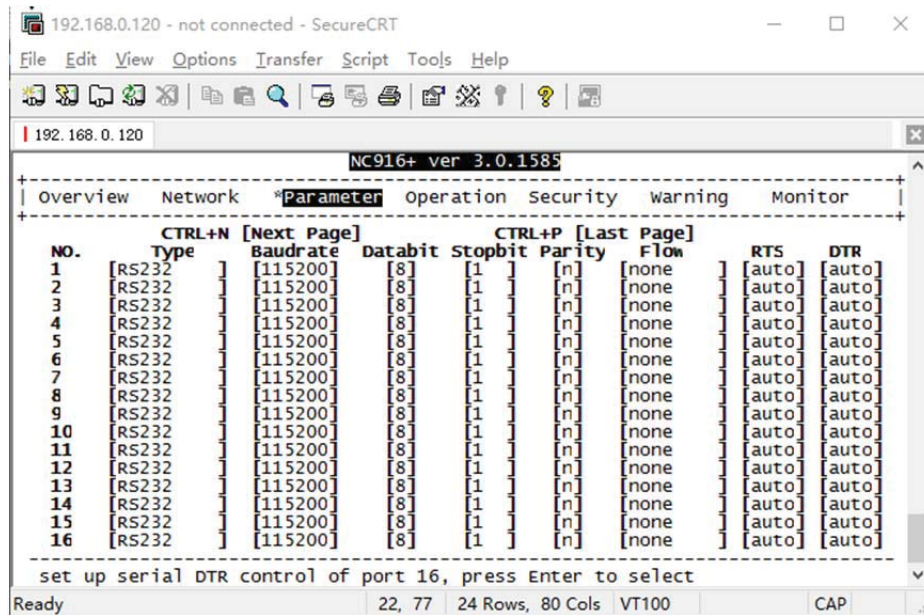 192.168.0.120 - not connected - SecureCRT
File Edit View Options Transfer Script Tools Help
192.168.0.120
NC916+ ver 3.0.1585
Overview Network *Parameter Operation Security Warning Monitor
CTRL+N [Next Page] CTRL+P [Last Page]
NO. Type Baudrate Databit Stopbit Parity Flow RTS DTR
1 [RS232 ] [115200] [8] [1 ] [n] [none ] [auto] [auto]
2 [RS232 ] [115200] [8] [1 ] [n] [none ] [auto] [auto]
3 [RS232 ] [115200] [8] [1 ] [n] [none ] [auto] [auto]
4 [RS232 ] [115200] [8] [1 ] [n] [none ] [auto] [auto]
5 [RS232 ] [115200] [8] [1 ] [n] [none ] [auto] [auto]
6 [RS232 ] [115200] [8] [1 ] [n] [none ] [auto] [auto]
7 [RS232 ] [115200] [8] [1 ] [n] [none ] [auto] [auto]
8 [RS232 ] [115200] [8] [1 ] [n] [none ] [auto] [auto]
9 [RS232 ] [115200] [8] [1 ] [n] [none ] [auto] [auto]
10 [RS232 ] [115200] [8] [1 ] [n] [none ] [auto] [auto]
11 [RS232 ] [115200] [8] [1 ] [n] [none ] [auto] [auto]
12 [RS232 ] [115200] [8] [1 ] [n] [none ] [auto] [auto]
13 [RS232 ] [115200] [8] [1 ] [n] [none ] [auto] [auto]
14 [RS232 ] [115200] [8] [1 ] [n] [none ] [auto] [auto]
15 [RS232 ] [115200] [8] [1 ] [n] [none ] [auto] [auto]
16 [RS232 ] [115200] [8] [1 ] [n] [none ] [auto] [auto]
set up serial DTR control of port 16, press Enter to select
Ready 22, 77 24 Rows, 80 Cols VT100 CAP